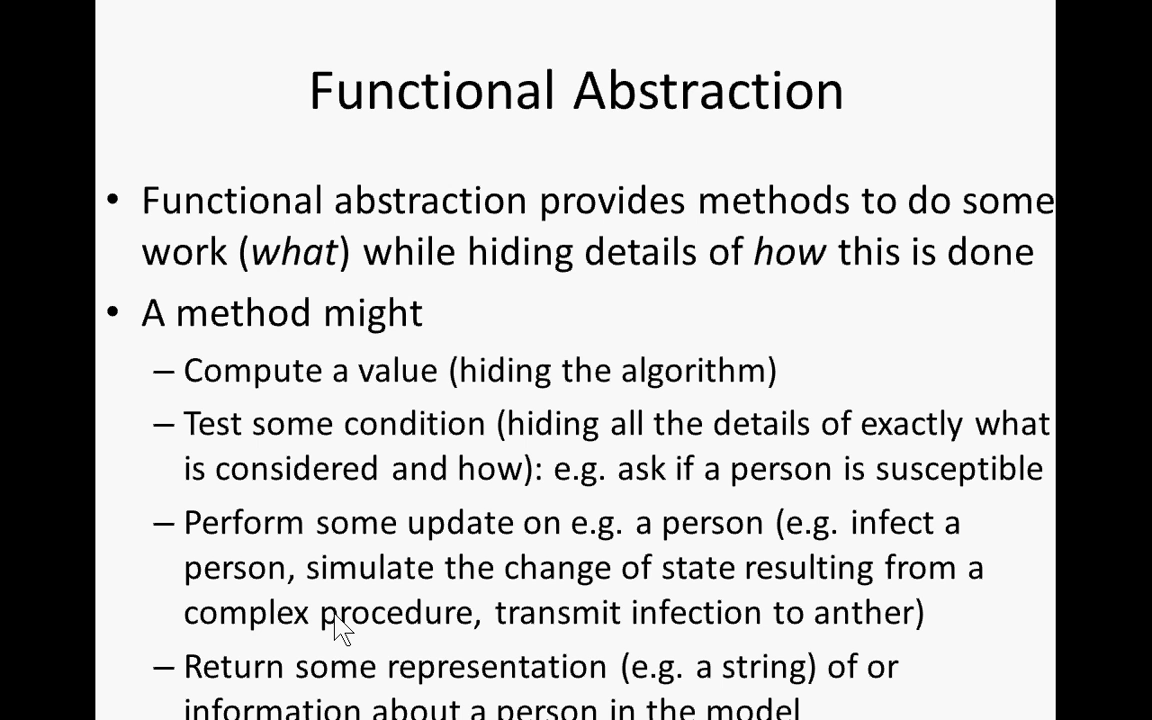 Functional Abstraction
• Functional abstraction provides methods to do some
work (what) while hiding details of how this is done
• A method might
– Compute a value (hiding the algorithm)
– Test some condition (hiding all the details of exactly what
is considered and how): e.g. ask if a person is susceptible
– Perform some update on e.g. a person (e.g. infect a
person, simulate the change of state resulting from a
complex procedure, transmit infection to anther)
– Return some representation (e.g. a string) of or
information about a person in the model